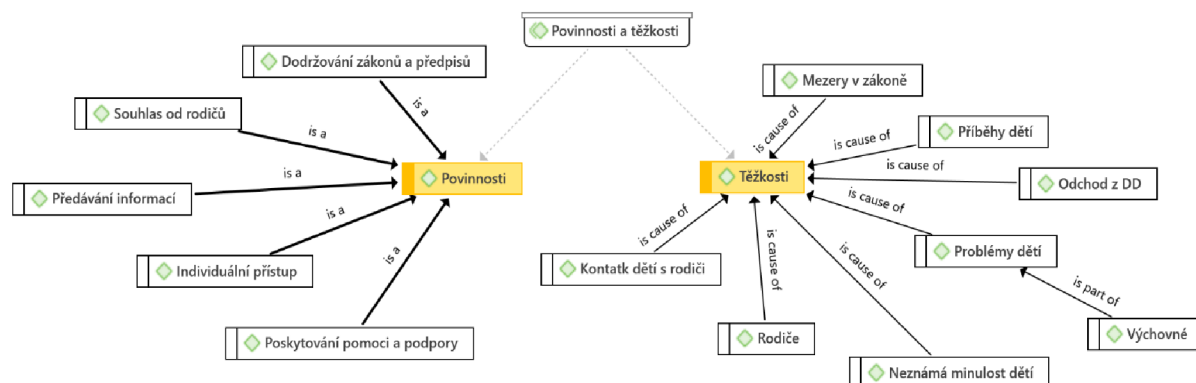 Povinnosti a těžkosti
Dodržování zákonů a předpisů
is a
Souhlas od rodičů
is a
Předávání informací
is a
Individuální přístup
is a
Poskytování pomoci a podpory
is a
Povinnosti
Mezery v zákoně
is cause of
Příběhy dětí
is cause of
Odchod z DD
is cause of
Těžkosti
is cause of
Problémy dětí
is part of
Výchovné
is cause of
Kontatk dětí s rodiči
is cause of
Rodiče
is cause of
Neznámá minulost dětí